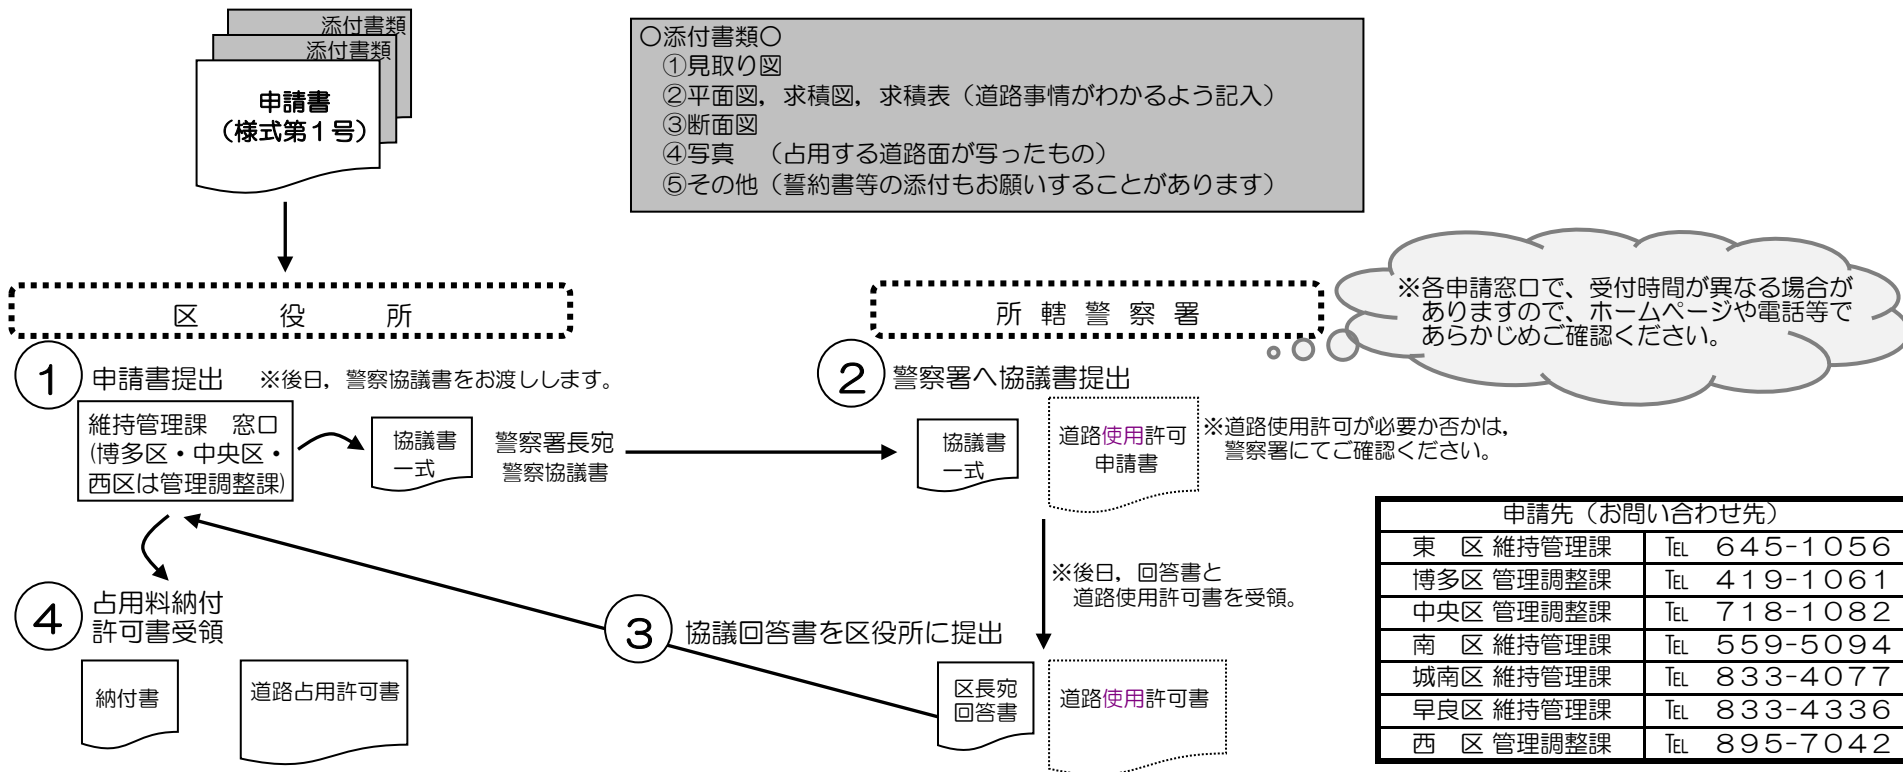 添付書類
添付書類
申請書
（様式第１号）
○添付書類○
①見取り図
②平面図，求積図，求積表（道路事情がわかるよう記入）
③断面図
④写真　（占用する道路面が写ったもの）
⑤その他（誓約書等の添付もお願いすることがあります）
※各申請窓口で、受付時間が異なる場合が
ありますので、ホームページや電話等で
あらかじめご確認ください。
区　役　所
所 轄 警 察 署
1 申請書提出　※後日，警察協議書をお渡しします。
維持管理課　窓口
(博多区・中央区・
西区は管理調整課)
協議書
一式
警察署長宛
警察協議書
2 警察署へ協議書提出
協議書
一式
道路使用許可
申請書
※道路使用許可が必要か否かは，
警察署にてご確認ください。
※後日，回答書と
道路使用許可書を受領。
3 協議回答書を区役所に提出
区長宛
回答書
道路使用許可書
4 占用料納付
許可書受領
納付書
道路占用許可書
申請先（お問い合わせ先）
東　区 維持管理課 ℡ ６４５-１０５６
博多区 管理調整課 ℡ ４１９-１０６１
中央区 管理調整課 ℡ ７１８-１０８２
南　区 維持管理課 ℡ ５５９-５０９４
城南区 維持管理課 ℡ ８３３-４０７７
早良区 維持管理課 ℡ ８３３-４３３６
西　区 管理調整課 ℡ ８９５-７０４２